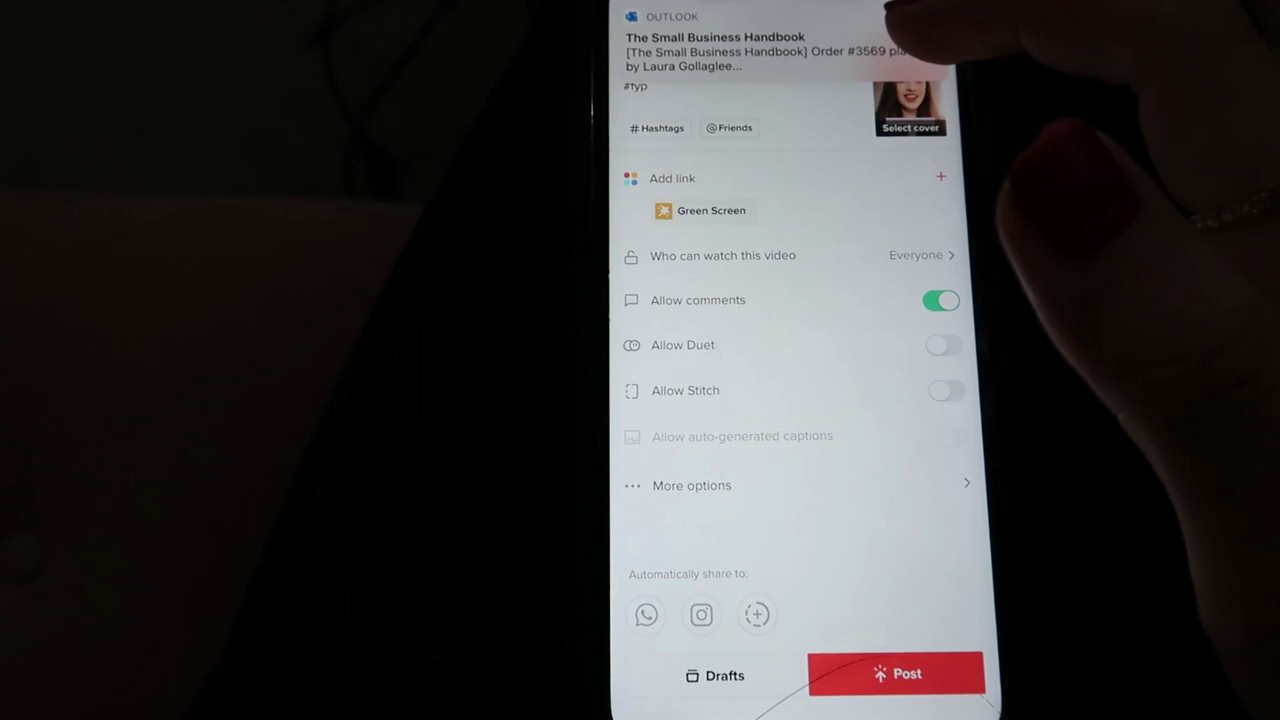 OUTLOOK
The Small Business Handbook
[The Small Business Handbook] Order #3569
by Laura Gollaglee...
#typ
Select cover
# Hashtags
@ Friends
Add link
+
Green Screen
Who can watch this video
Everyone >
Allow comments
Allow Duet
Allow Stitch
Allow auto-generated captions
... More options >
Automatically share to:
Drafts
Post